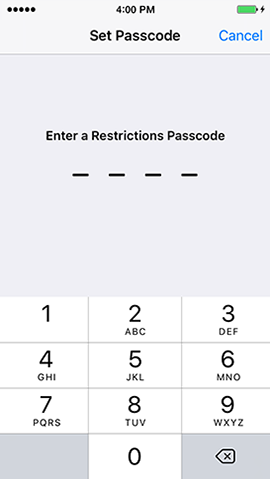 4:00 PM
Set Passcode Cancel
Enter a Restrictions Passcode
1 2 3
ABC DEF
4 5 6
GHI JKL MNO
7 8 9
PQRS TUV WXYZ
0